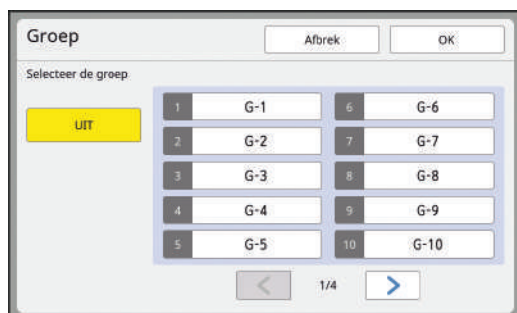 Groep Afbrek OK
Selecteer de groep
UIT
1 G-1 6 G-6
2 G-2 7 G-7
3 G-3 8 G-8
4 G-4 9 G-9
5 G-5 10 G-10
< 1/4 >